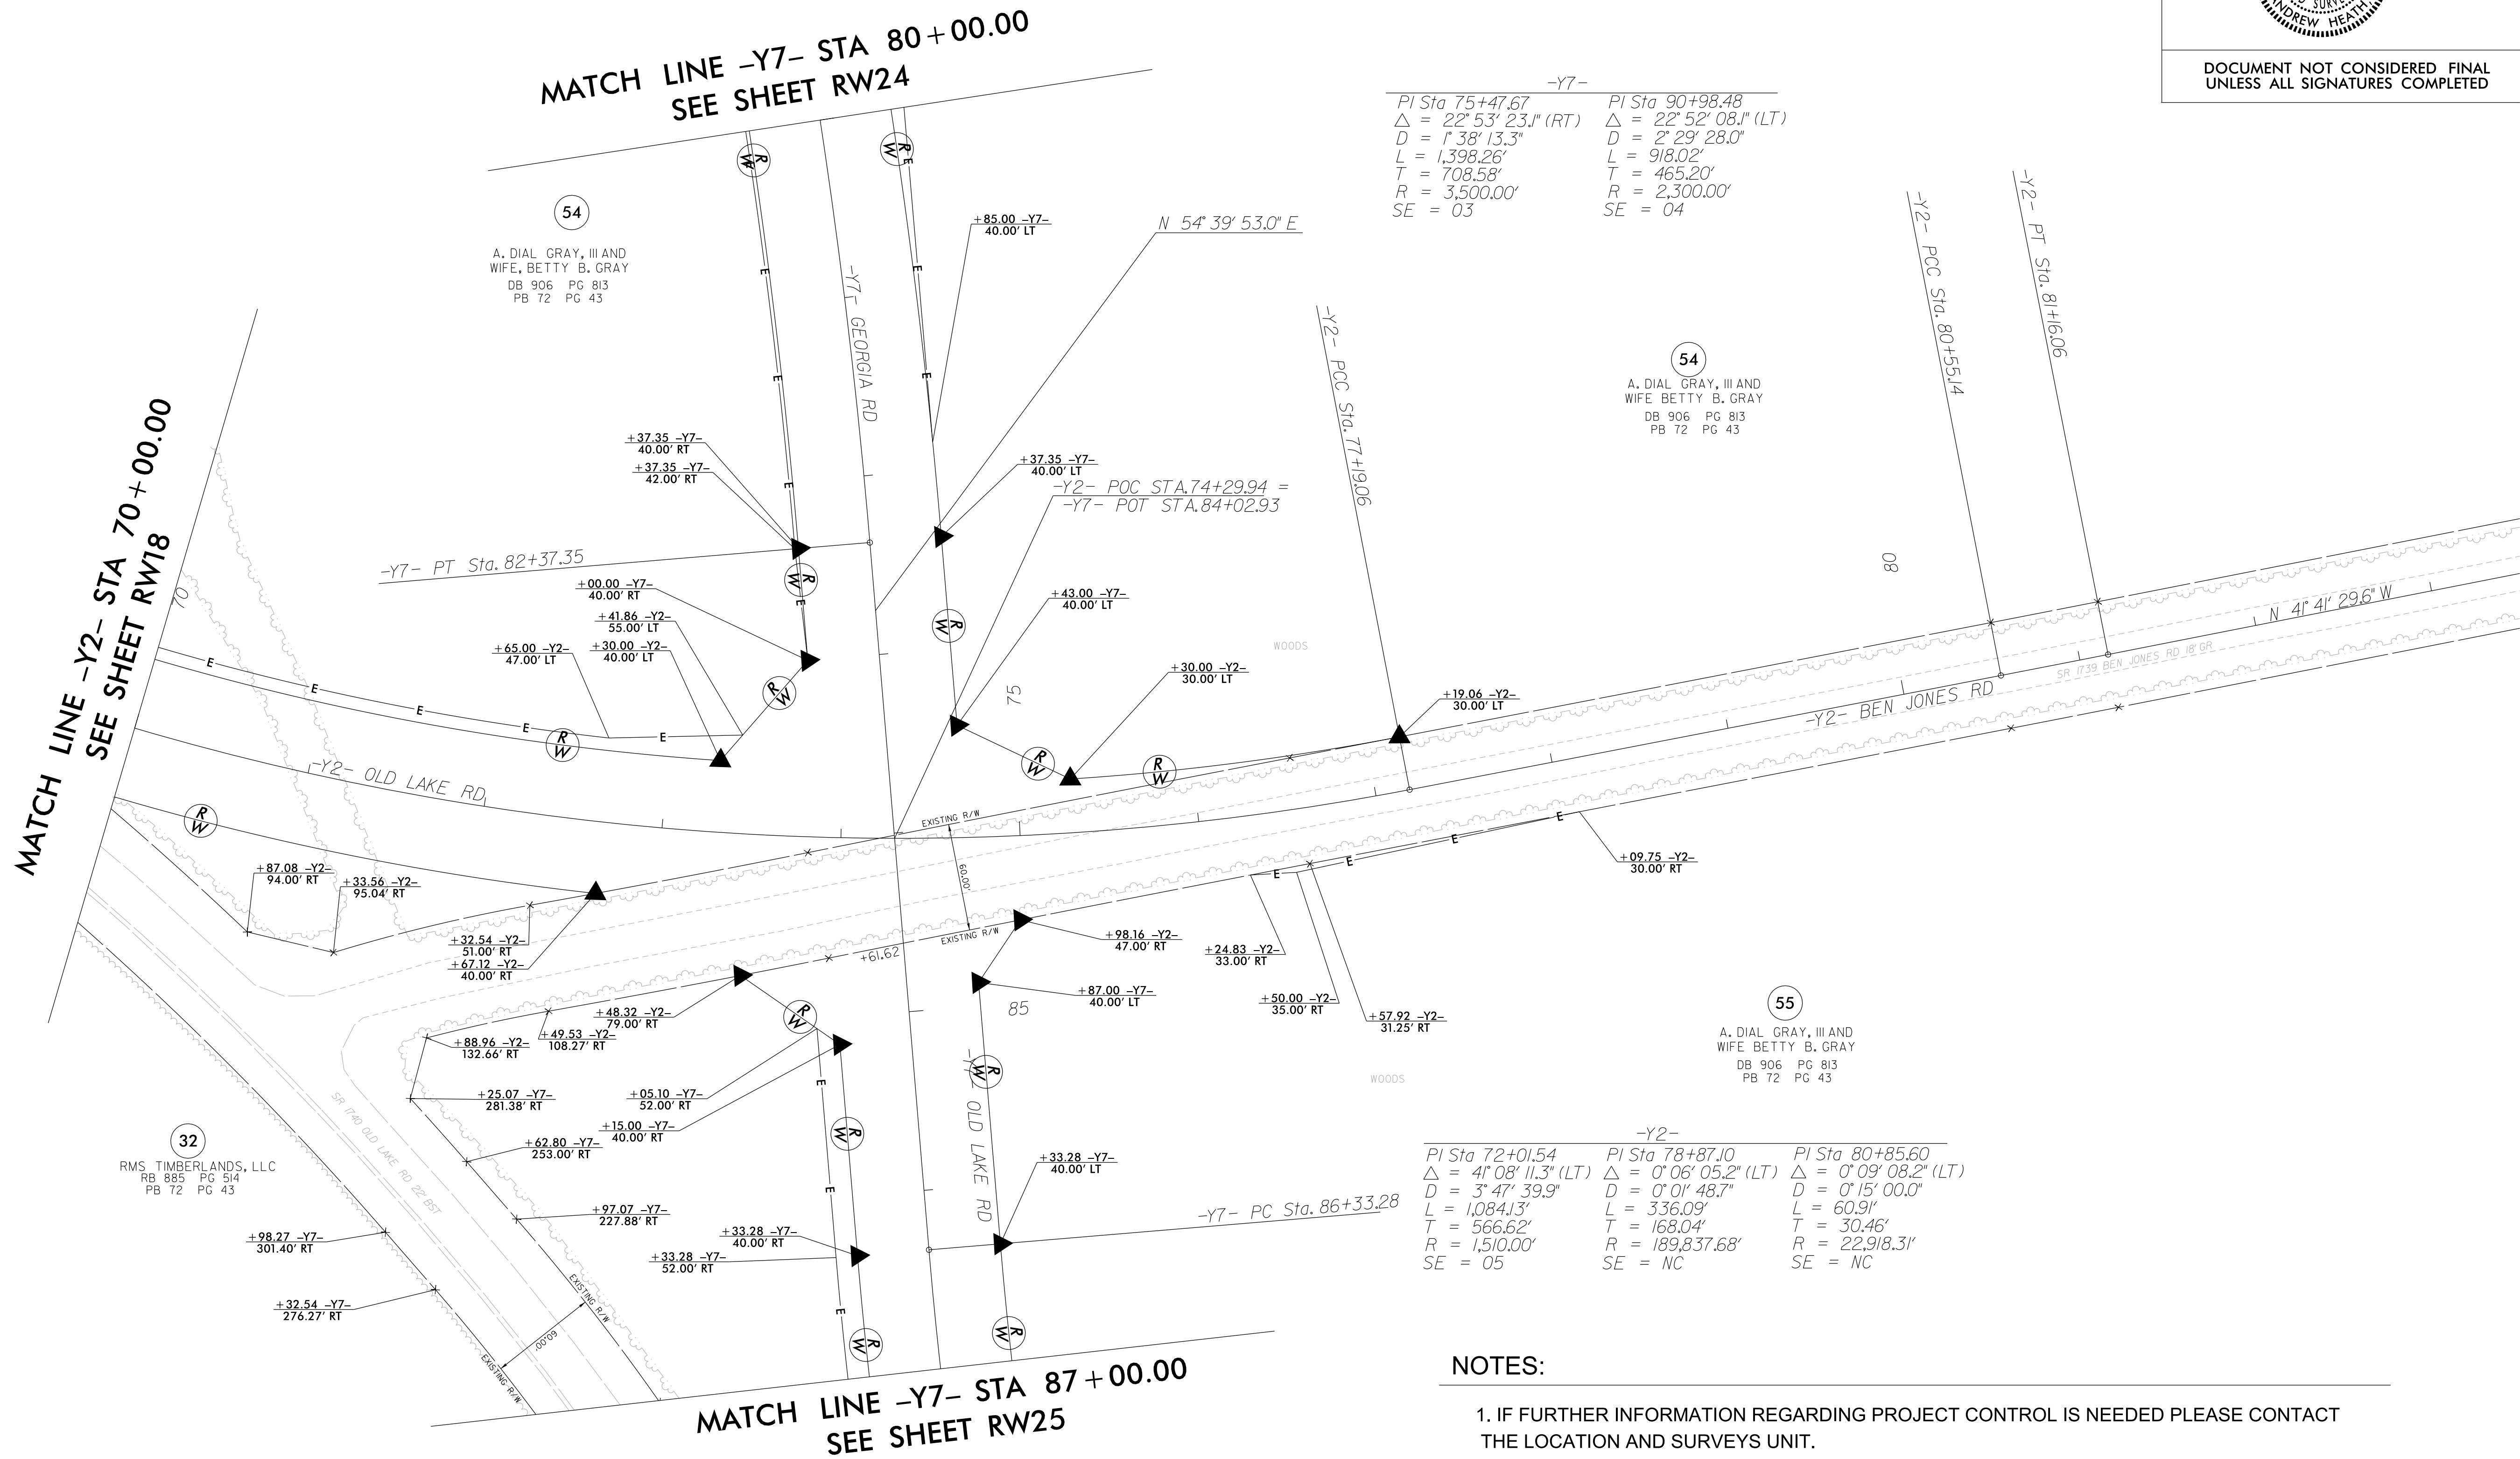 SURV
ANDREW HEATH,
DOCUMENT NOT CONSIDERED FINAL
UNLESS ALL SIGNATURES COMPLETED
MATCH LINE -Y7- STA 80+00.00
SEE SHEET RW24
-Y7-
PI Sta 75+47.67
Δ = 22° 53' 23.1" (RT)
D = 1° 38' 13.3"
L = 1,398.26'
T = 708.58'
R = 3,500.00'
SE = 03
PI Sta 90+98.48
Δ = 22° 52' 08.1" (LT)
D = 2° 29' 28.0"
L = 918.02'
T = 465.20'
R = 2,300.00'
SE = 04
R
W
R
W
E
54
A. DIAL GRAY, III AND
WIFE, BETTY B. GRAY
DB 906 PG 813
PB 72 PG 43
+85.00 -Y7-
40.00' LT
N 54° 39' 53.0" E
E
E
E
E
E
-Y7- GEORGIA RD
-Y2- PCC Sta. 77+19.06
-Y2- PCC Sta. 80+55.14
-Y2- PT Sta. 81+16.06
54
A. DIAL GRAY, III AND
WIFE BETTY B. GRAY
DB 906 PG 813
PB 72 PG 43
MATCH LINE -Y2- STA 70+00.00
SEE SHEET RW18
70
+37.35 -Y7-
40.00' RT
+37.35 -Y7-
42.00' RT
+37.35 -Y7-
40.00' LT
-Y2- POC STA.74+29.94 =
-Y7- POT STA.84+02.93
-Y7- PT Sta. 82+37.35
R
W
E
+00.00 -Y7-
40.00' RT
+41.86 -Y2-
55.00' LT
+65.00 -Y2-
47.00' LT
+30.00 -Y2-
40.00' LT
+43.00 -Y7-
40.00' LT
R
W
R
W
75
80
WOODS
+30.00 -Y2-
30.00' LT
+19.06 -Y2-
30.00' LT
N 41° 41' 29.6" W
SR 1739 BEN JONES RD 18' GR
-Y2- BEN JONES RD
E
E
E
E
E
R
W
R
W
R
W
-Y2- OLD LAKE RD
R
W
EXISTING R/W
60.00'
EXISTING R/W
+61.62
+87.08 -Y2-
94.00' RT
+33.56 -Y2-
95.04' RT
+32.54 -Y2-
51.00' RT
+67.12 -Y2-
40.00' RT
E
E
E
E
+09.75 -Y2-
30.00' RT
+98.16 -Y2-
47.00' RT
+24.83 -Y2-
33.00' RT
+87.00 -Y7-
40.00' LT
85
+50.00 -Y2-
35.00' RT
+57.92 -Y2-
31.25' RT
+48.32 -Y2-
79.00' RT
+49.53 -Y2-
108.27' RT
+88.96 -Y2-
132.66' RT
R
W
+25.07 -Y7-
281.38' RT
+05.10 -Y7-
52.00' RT
+15.00 -Y7-
40.00' RT
+62.80 -Y7-
253.00' RT
E
E
E
R
W
R
W
-Y7- OLD LAKE RD
55
A. DIAL GRAY, III AND
WIFE BETTY B. GRAY
DB 906 PG 813
PB 72 PG 43
WOODS
32
RMS TIMBERLANDS, LLC
RB 885 PG 514
PB 72 PG 43
SR 1740 OLD LAKE RD 22' BST
+97.07 -Y7-
227.88' RT
+33.28 -Y7-
40.00' RT
+33.28 -Y7-
52.00' RT
+33.28 -Y7-
40.00' LT
-Y7- PC Sta. 86+33.28
+98.27 -Y7-
301.40' RT
+32.54 -Y7-
276.27' RT
EXISTING R/W
60.00'
EXISTING R/W
R
W
R
W
-Y2-
PI Sta 72+01.54
Δ = 41° 08' 11.3" (LT)
D = 3° 47' 39.9"
L = 1,084.13'
T = 566.62'
R = 1,510.00'
SE = 05
PI Sta 78+87.10
Δ = 0° 06' 05.2" (LT)
D = 0° 01' 48.7"
L = 336.09'
T = 168.04'
R = 189,837.68'
SE = NC
PI Sta 80+85.60
Δ = 0° 09' 08.2" (LT)
D = 0° 15' 00.0"
L = 60.91'
T = 30.46'
R = 22,918.31'
SE = NC
MATCH LINE -Y7- STA 87+00.00
SEE SHEET RW25
NOTES:
1. IF FURTHER INFORMATION REGARDING PROJECT CONTROL IS NEEDED PLEASE CONTACT
THE LOCATION AND SURVEYS UNIT.